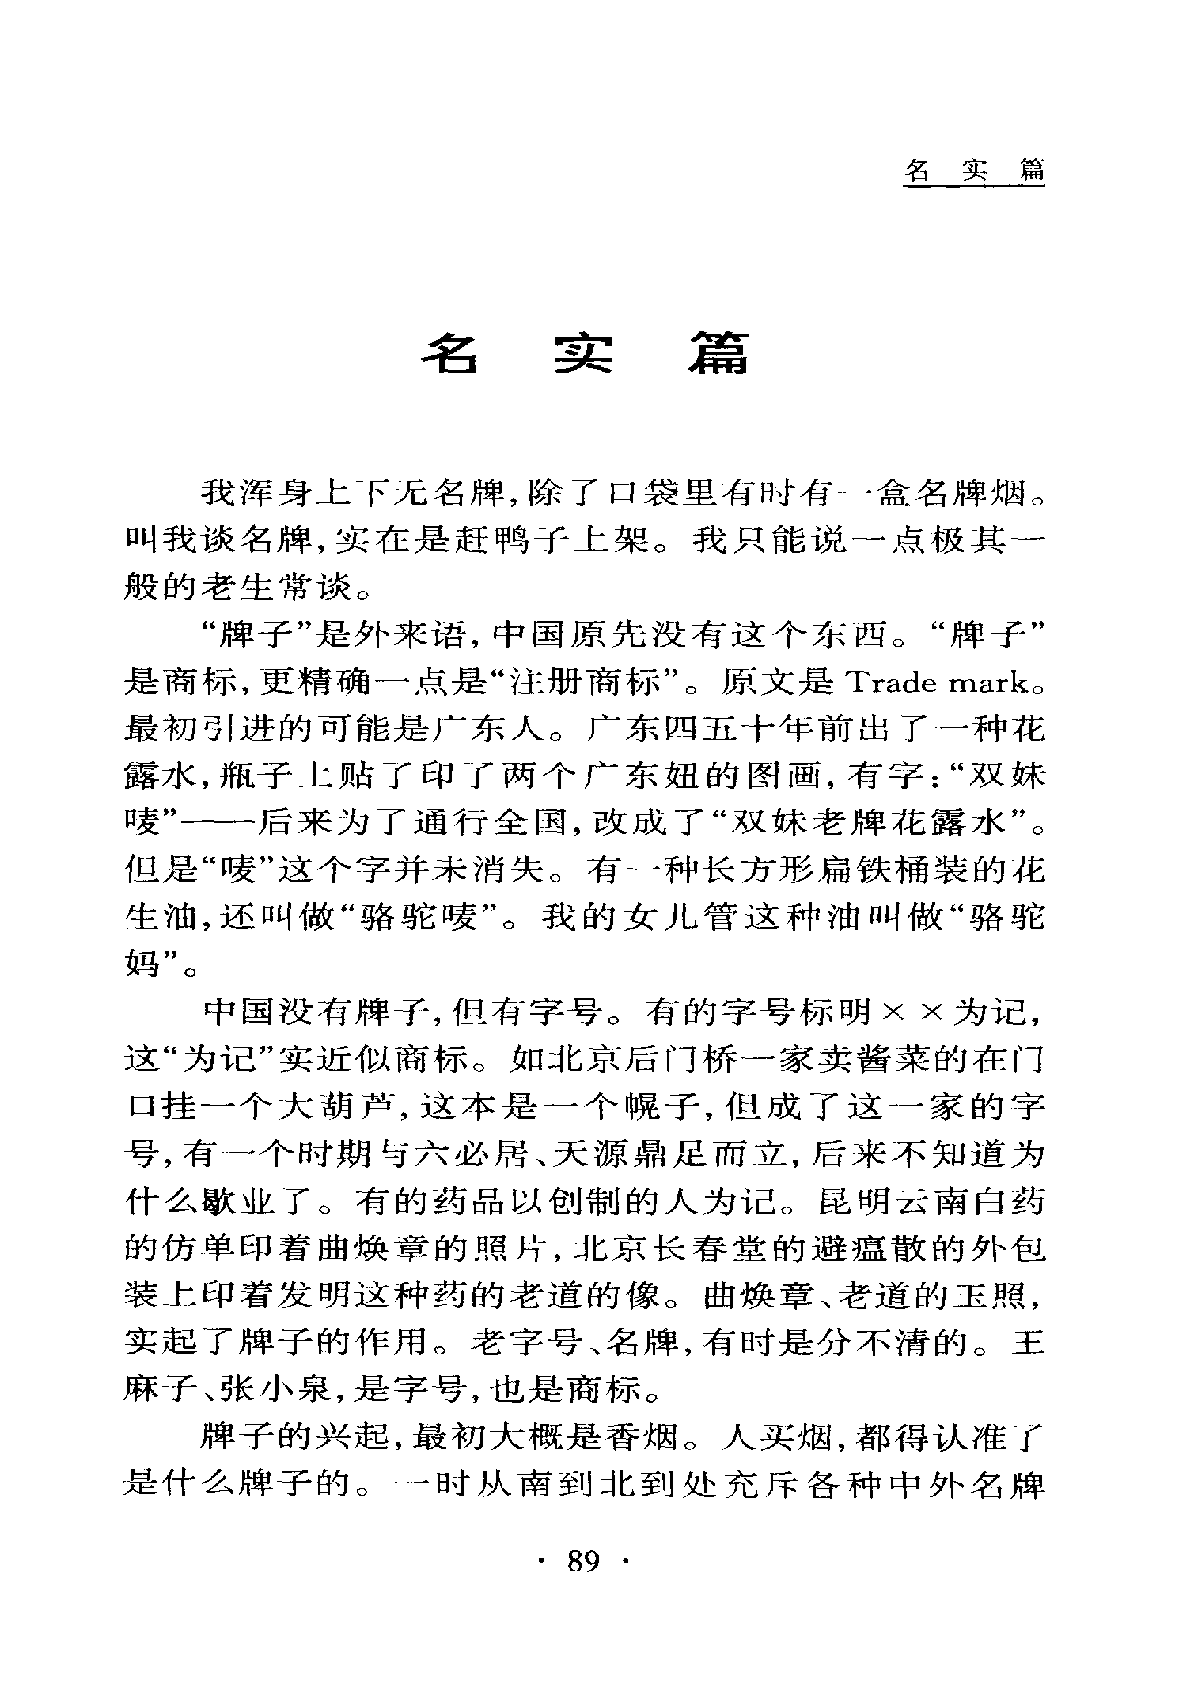 名 实 篇
名 实 篇
我浑身上下无名牌,除了口袋里有时有一盒名牌烟。
叫我谈名牌,实在是赶鸭子上架。我只能说一点极其一
般的老生常谈。
“牌子”是外来语,中国原先没有这个东西。“牌子”
是商标,更精确一点是“注册商标”。原文是 Trade mark。
最初引进的可能是广东人。广东四五十年前出了一种花
露水,瓶子上贴了印了两个广东妞的图画,有字:“双妹
唛”——后来为了通行全国,改成了“双妹老牌花露水”。
但是“唛”这个字并未消失。有一种长方形扁铁桶装的花
生油,还叫做“骆驼唛”。我的女儿管这种油叫做“骆驼
妈”。
中国没有牌子,但有字号。有的字号标明××为记,
这“为记”实近似商标。如北京后门桥一家卖酱菜的在门
口挂一个大葫芦,这本是一个幌子,但成了这一家的字
号,有一个时期与六必居、天源鼎足而立,后来不知道为
什么歇业了。有的药品以创制的人为记。昆明云南白药
的仿单印着曲焕章的照片,北京长春堂的避瘟散的外包
装上印着发明这种药的老道的像。曲焕章、老道的玉照,
实起了牌子的作用。老字号、名牌,有时是分不清的。王
麻子、张小泉,是字号,也是商标。
牌子的兴起,最初大概是香烟。人买烟,都得认准了
是什么牌子的。一时从南到北到处充斥各种中外名牌
· 89 ·